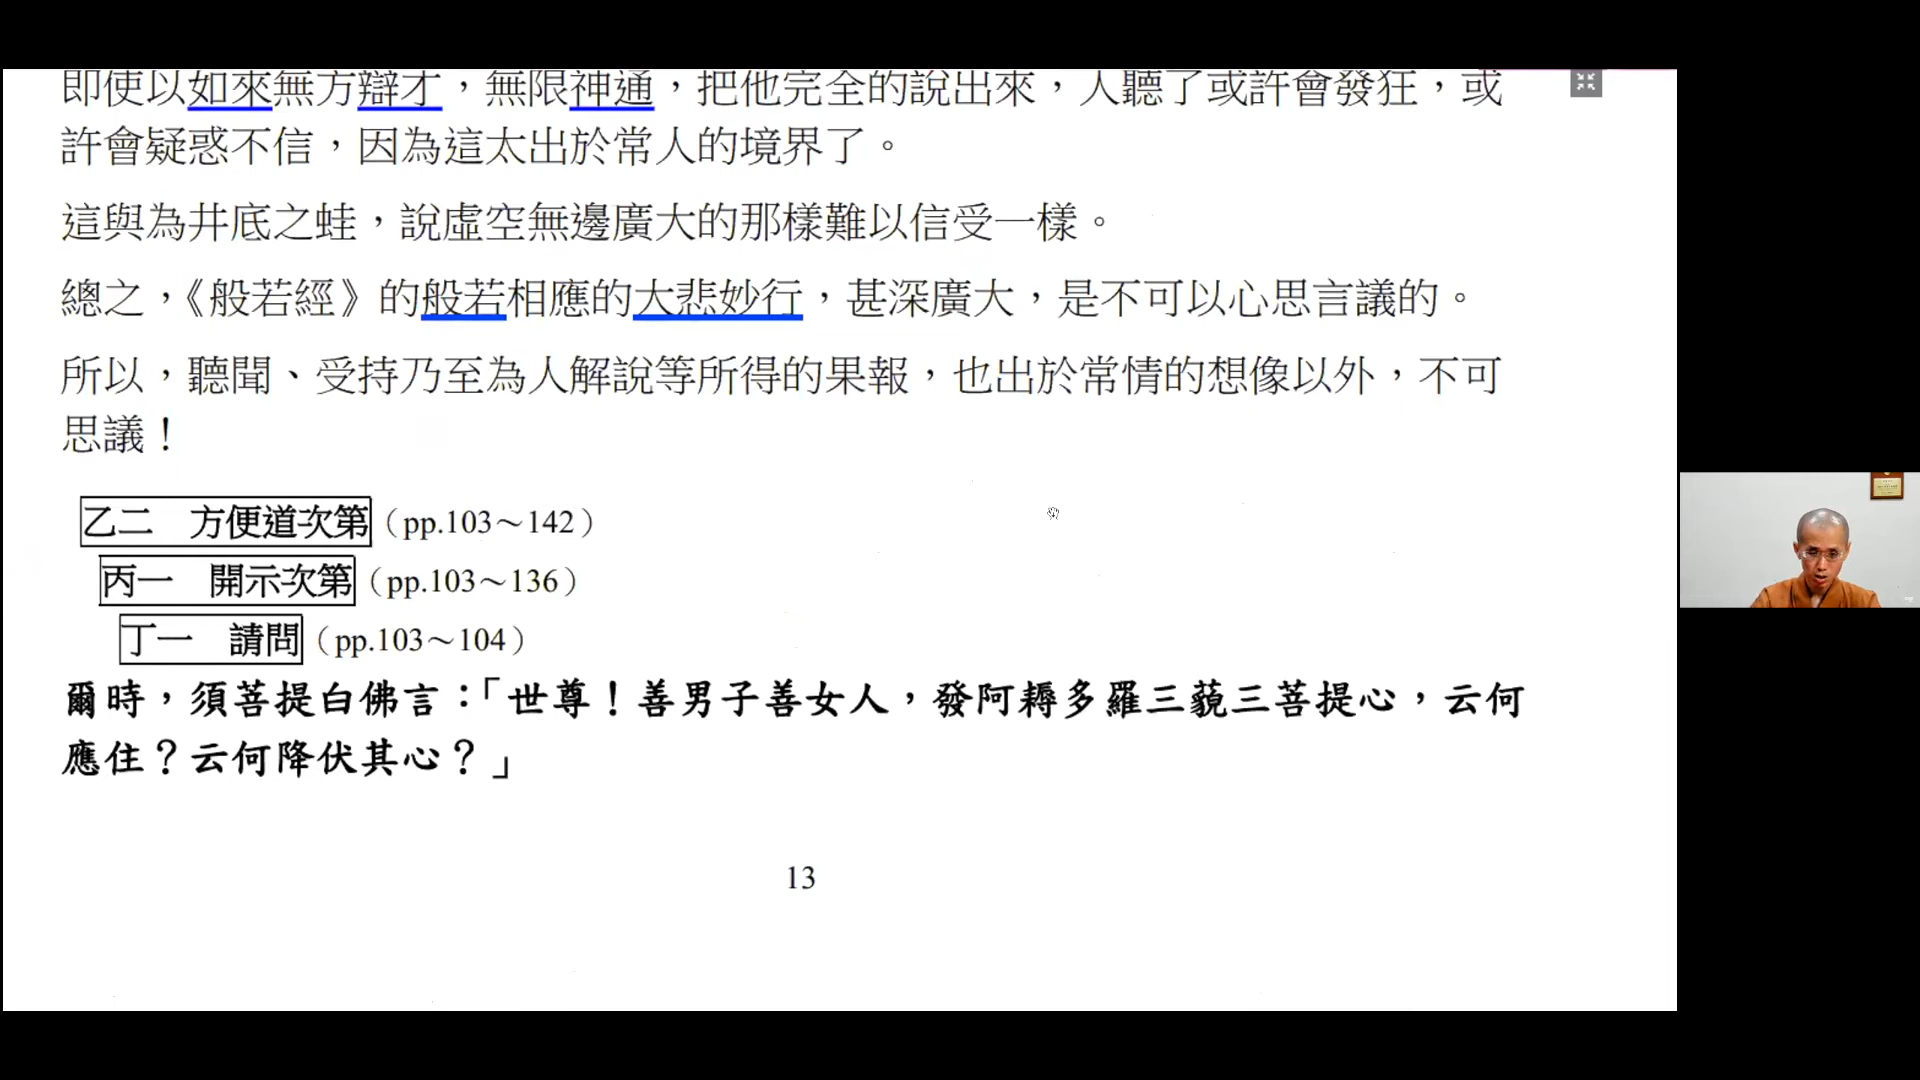 即使以如來無方辯才，無限神通，把他完全的說出來，人聽了或許會發狂，或
許會疑惑不信，因為這太出於常人的境界了。
這與為井底之蛙，說虛空無邊廣大的那樣難以信受一樣。
總之，《般若經》的般若相應的大悲妙行，甚深廣大，是不可以心思言議的。
所以，聽聞、受持乃至為人解說等所得的果報，也出於常情的想像以外，不可
思議！
乙二　方便道次第（pp.103～142）
丙一　開示次第（pp.103～136）
丁一　請問（pp.103～104）
爾時，須菩提白佛言：「世尊！善男子善女人，發阿耨多羅三藐三菩提心，云何
應住？云何降伏其心？」
13